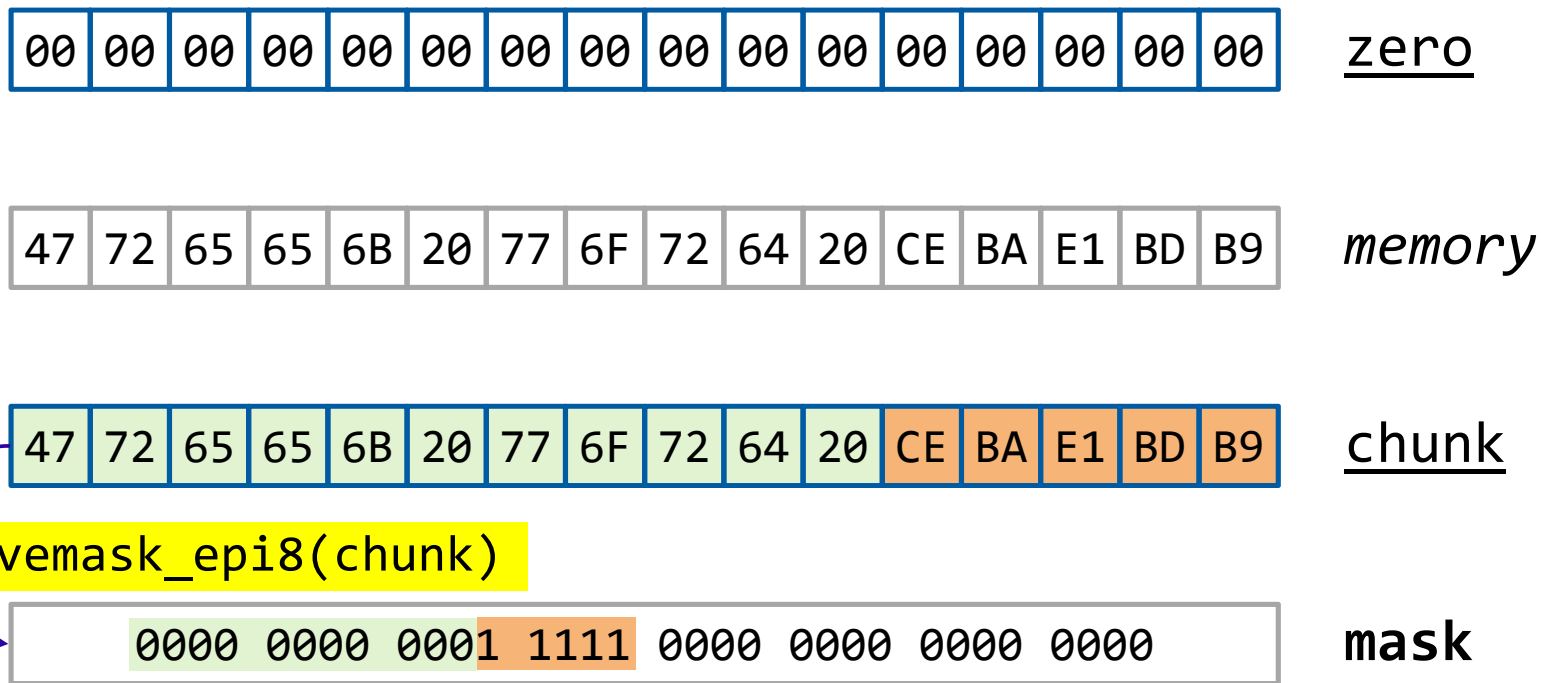 00 00 00 00 00 00 00 00 00 00 00 00 00 00 00 00 zero
47 72 65 65 6B 20 77 6F 72 64 20 CE BA E1 BD B9 memory
47 72 65 65 6B 20 77 6F 72 64 20 CE BA E1 BD B9 chunk
vemask_epi8(chunk)
0000 0000 0001 1111 0000 0000 0000 0000 mask